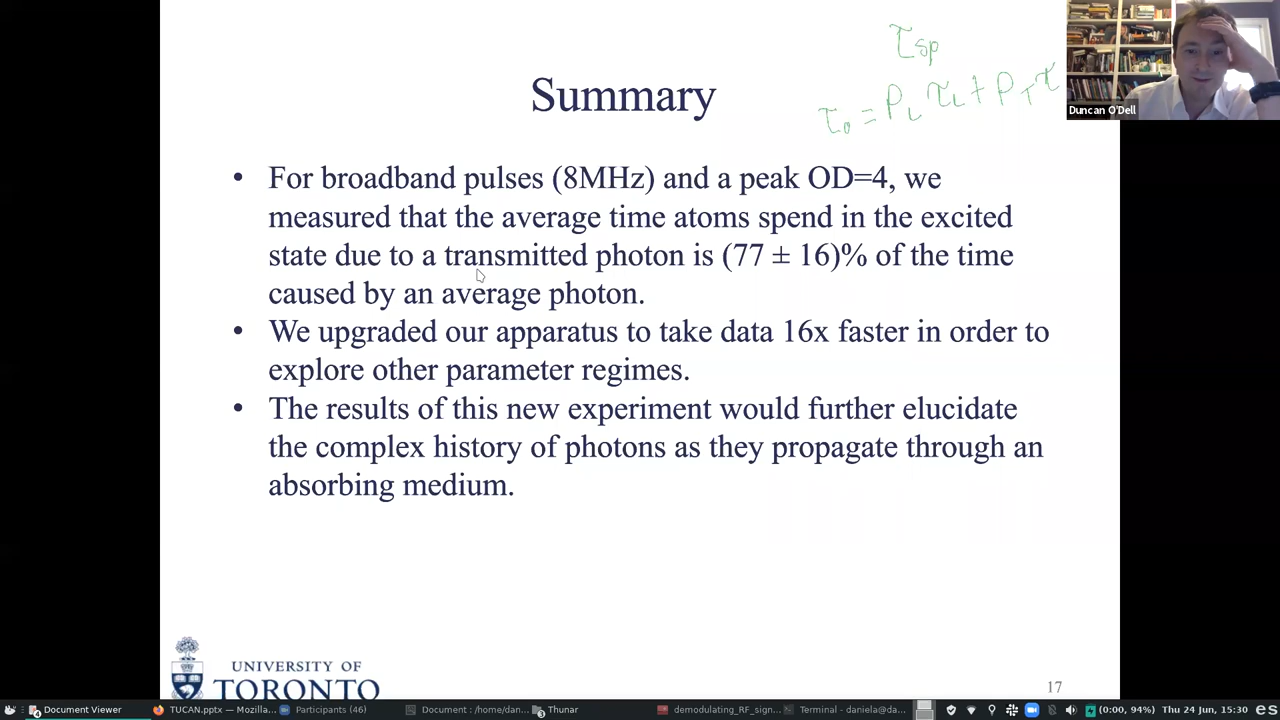 τsp
τ0 = PL τL + PT τ
Duncan O'Dell
Summary
• For broadband pulses (8MHz) and a peak OD=4, we
measured that the average time atoms spend in the excited
state due to a transmitted photon is (77 ± 16)% of the time
caused by an average photon.
• We upgraded our apparatus to take data 16x faster in order to
explore other parameter regimes.
• The results of this new experiment would further elucidate
the complex history of photons as they propagate through an
absorbing medium.
UNIVERSITY OF
TORONTO
17
Document Viewer
TUCAN.pptx — Mozilla...
Participants (46)
Document : /home/dan...
Thunar
demodulating_RF_sign...
Terminal - daniela@da...
(0:00, 94%)
Thu 24 Jun, 15:30
es